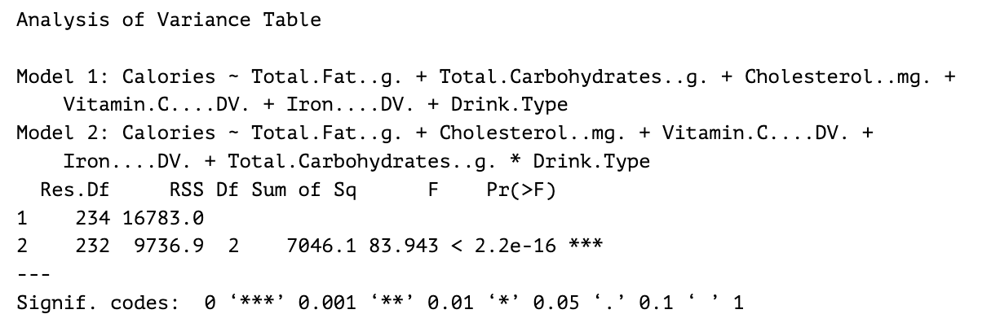 Analysis of Variance Table
Model 1: Calories ~ Total.Fat..g. + Total.Carbohydrates..g. + Cholesterol..mg. +
Vitamin.C....DV. + Iron....DV. + Drink.Type
Model 2: Calories ~ Total.Fat..g. + Cholesterol..mg. + Vitamin.C....DV. +
Iron....DV. + Total.Carbohydrates..g. * Drink.Type
Res.Df RSS Df Sum of Sq F Pr(>F)
1 234 16783.0
2 232 9736.9 2 7046.1 83.943 < 2.2e-16 ***
---
Signif. codes: 0 ‘***’ 0.001 ‘**’ 0.01 ‘*’ 0.05 ‘.’ 0.1 ‘ ’ 1